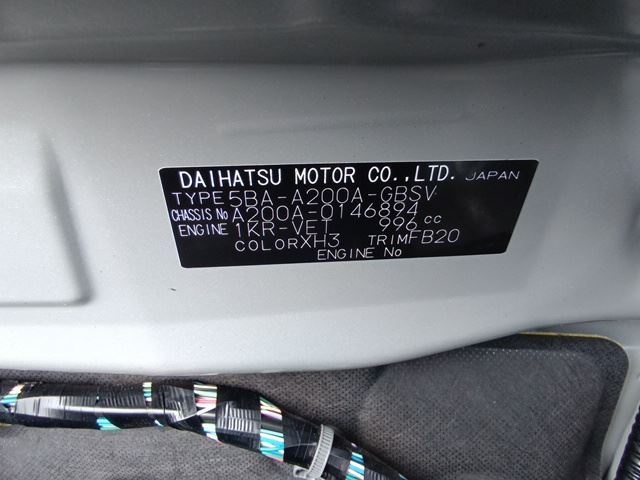 DAIHATSU MOTOR CO.,LTD. JAPAN
TYPE 5BA-A200A-GBSV
CHASSIS No A200A-0146894
ENGINE 1KR-VET 996 cc
COLOR XH3 TRIM FB20
ENGINE No